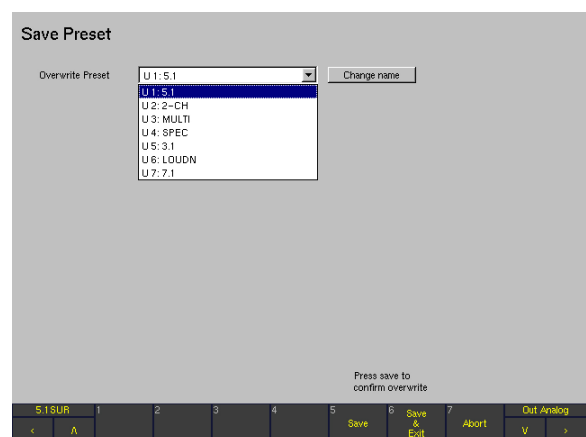 Save Preset
Overwrite Preset
U 1: 5.1
Change name
U 1: 5.1
U 2: 2-CH
U 3: MULTI
U 4: SPEC
U 5: 3.1
U 6: LOUDN
U 7: 7.1
Press save to
confirm overwrite
5.1SUR
1
2
3
4
5
Save
6
Save
&
Exit
7
Abort
Out Analog
< Λ
V >